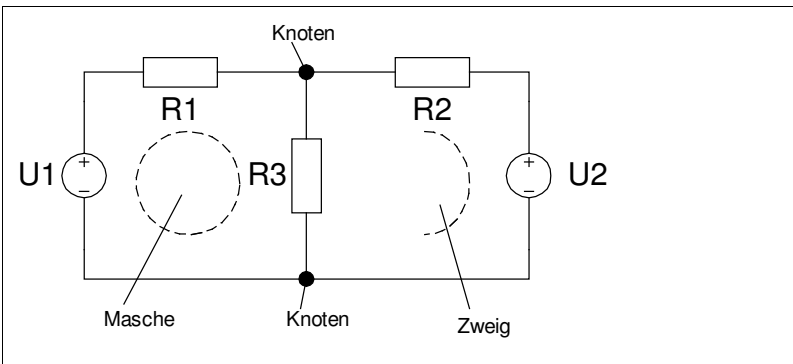 Knoten
R1
R2
U1
R3
U2
Masche
Knoten
Zweig